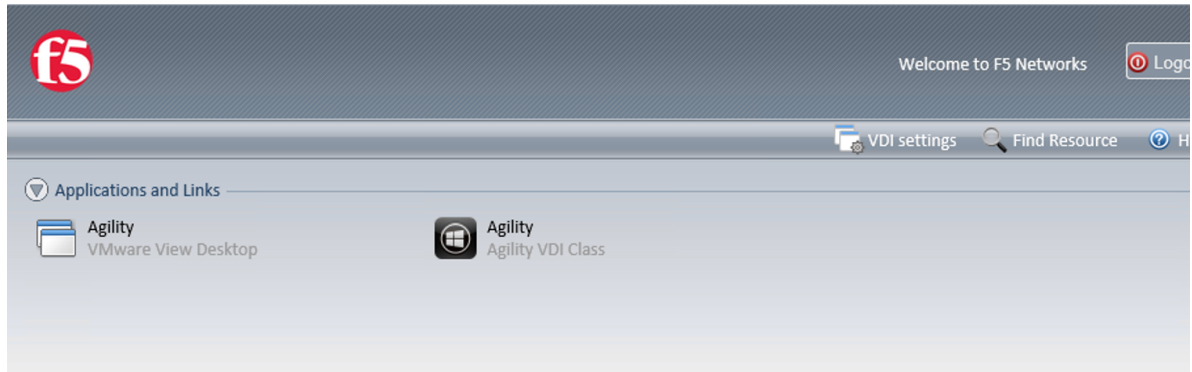 f5
Welcome to F5 Networks
VDI settings
Find Resource
Applications and Links
Agility
VMware View Desktop
Agility
Agility VDI Class